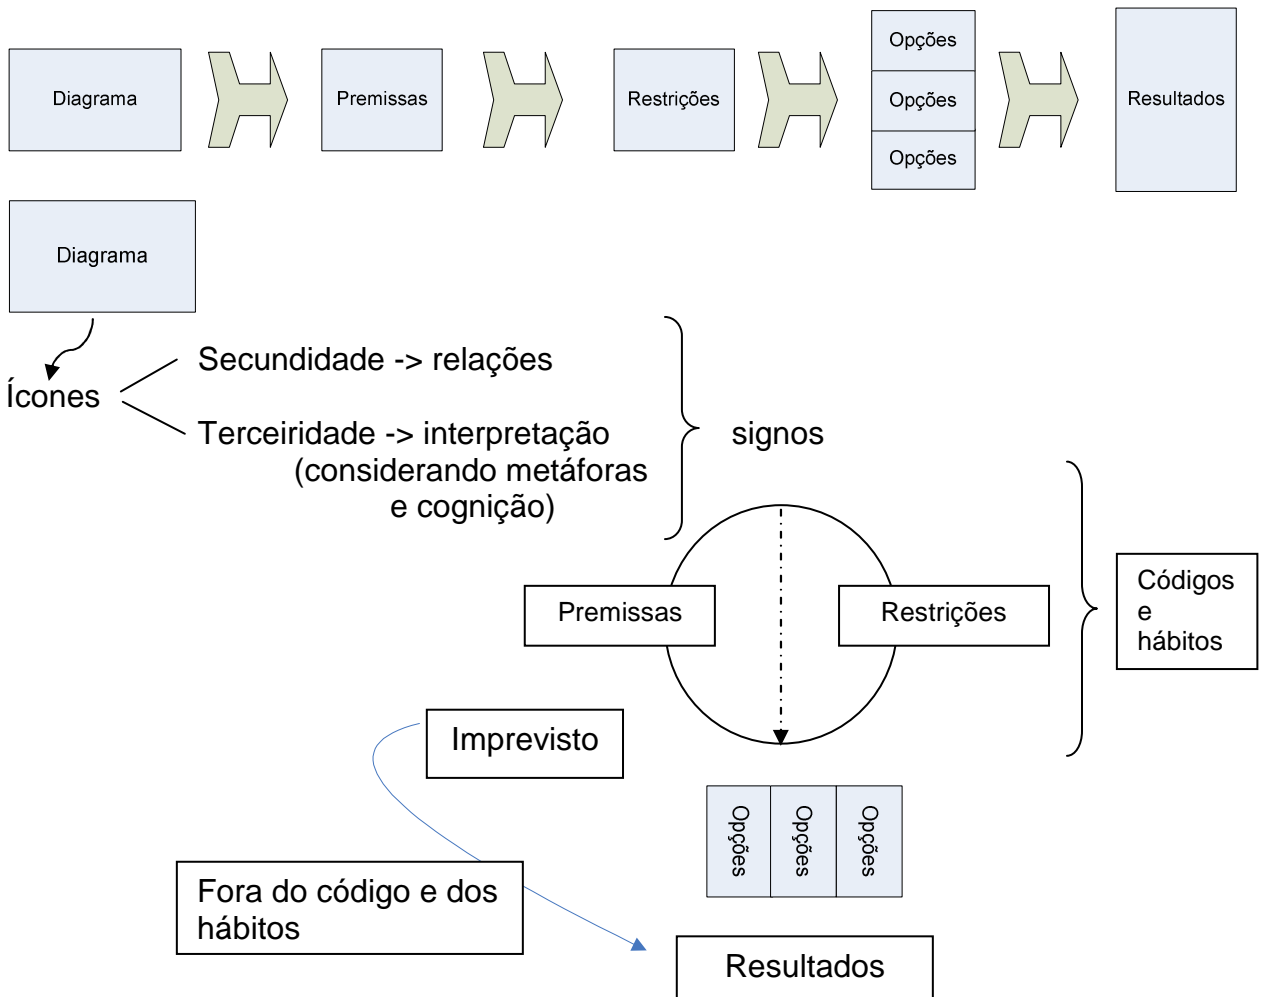 Diagrama
Premissas
Restrições
Opções
Opções
Opções
Resultados
Diagrama
Ícones
Secundidade -> relações
Terceiridade -> interpretação
(considerando metáforas
e cognição)
signos
Premissas
Restrições
Códigos
e
hábitos
Imprevisto
Opções
Opções
Opções
Fora do código e dos
hábitos
Resultados